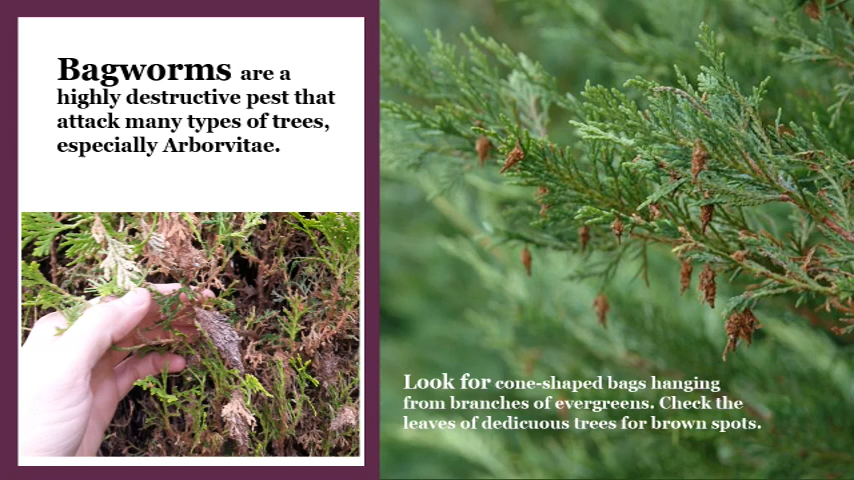 Bagworms are a
highly destructive pest that
attack many types of trees,
especially Arborvitae.
Look for cone-shaped bags hanging
from branches of evergreens. Check the
leaves of dedicuous trees for brown spots.